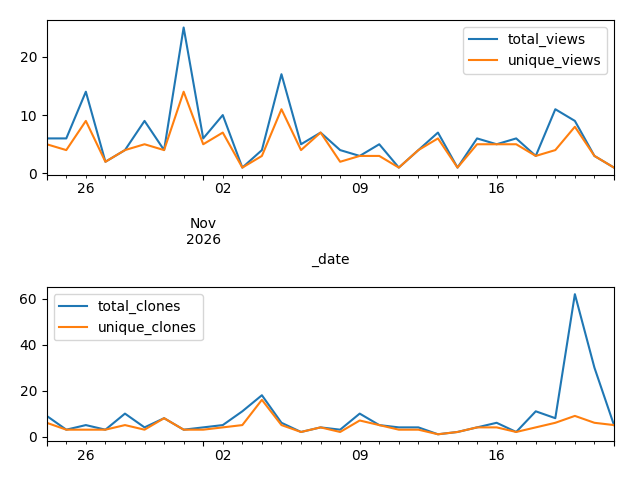 20
10
0
total_views
unique_views
26
02
09
16
Nov
2026
_date
60
40
20
0
total_clones
unique_clones
26
02
09
16